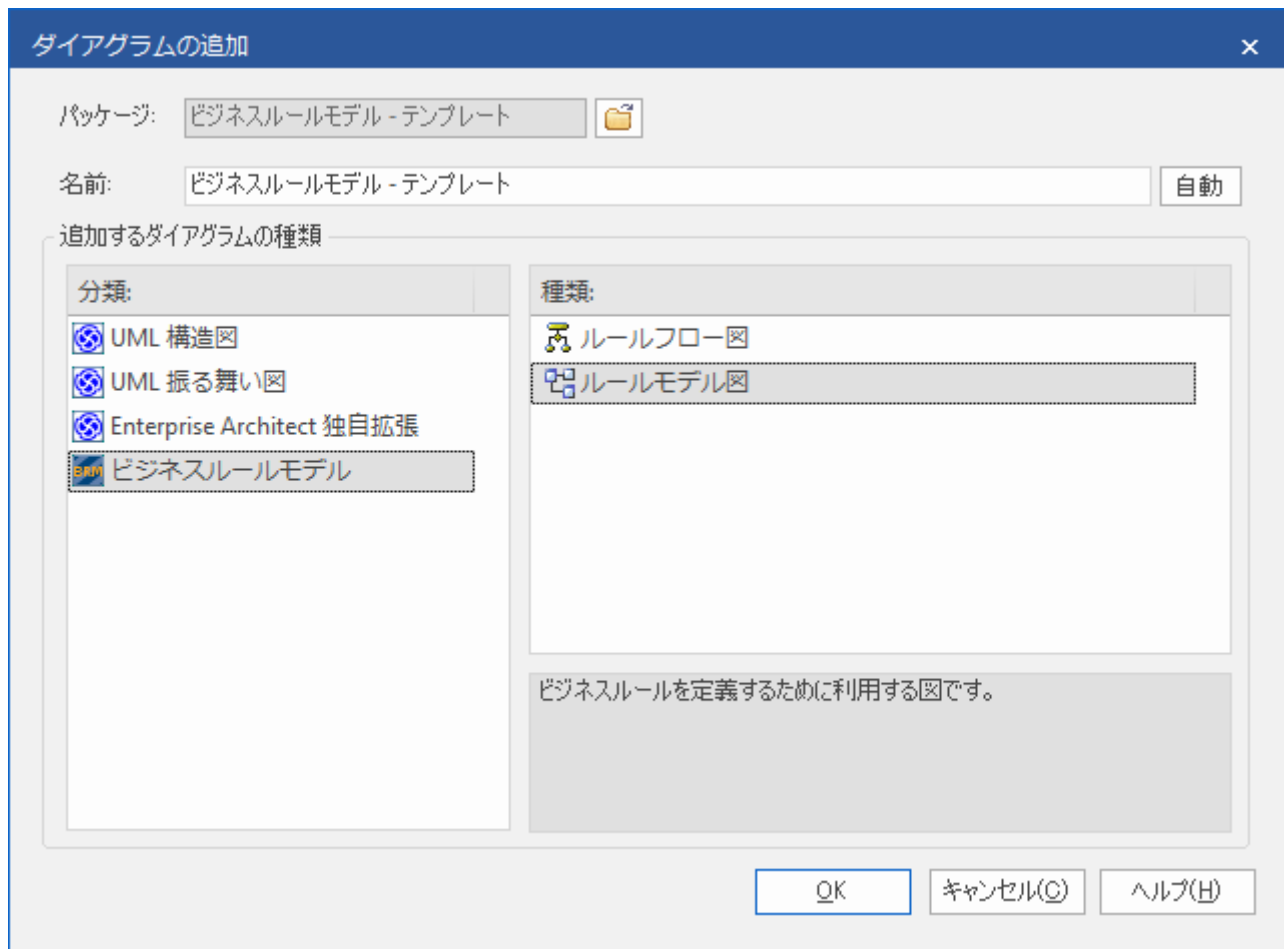 ダイアグラムの追加
パッケージ: ビジネスルールモデル - テンプレート
名前: ビジネスルールモデル - テンプレート 自動
追加するダイアグラムの種類
分類:
UML 構造図
UML 振る舞い図
Enterprise Architect 独自拡張
BRM ビジネスルールモデル
種類:
ルールフロー図
ルールモデル図
ビジネスルールを定義するために利用する図です。
OK キャンセル(C) ヘルプ(H)